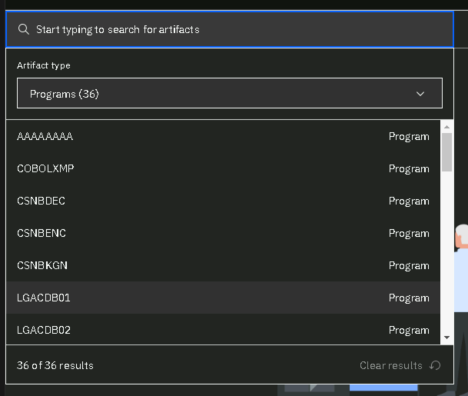 Start typing to search for artifacts
Artifact type
Programs (36)
AAAAAAAA Program
COBOLXMP Program
CSNBDEC Program
CSNBENC Program
CSNBKGN Program
LGACDB01 Program
LGACDB02 Program
36 of 36 results Clear results